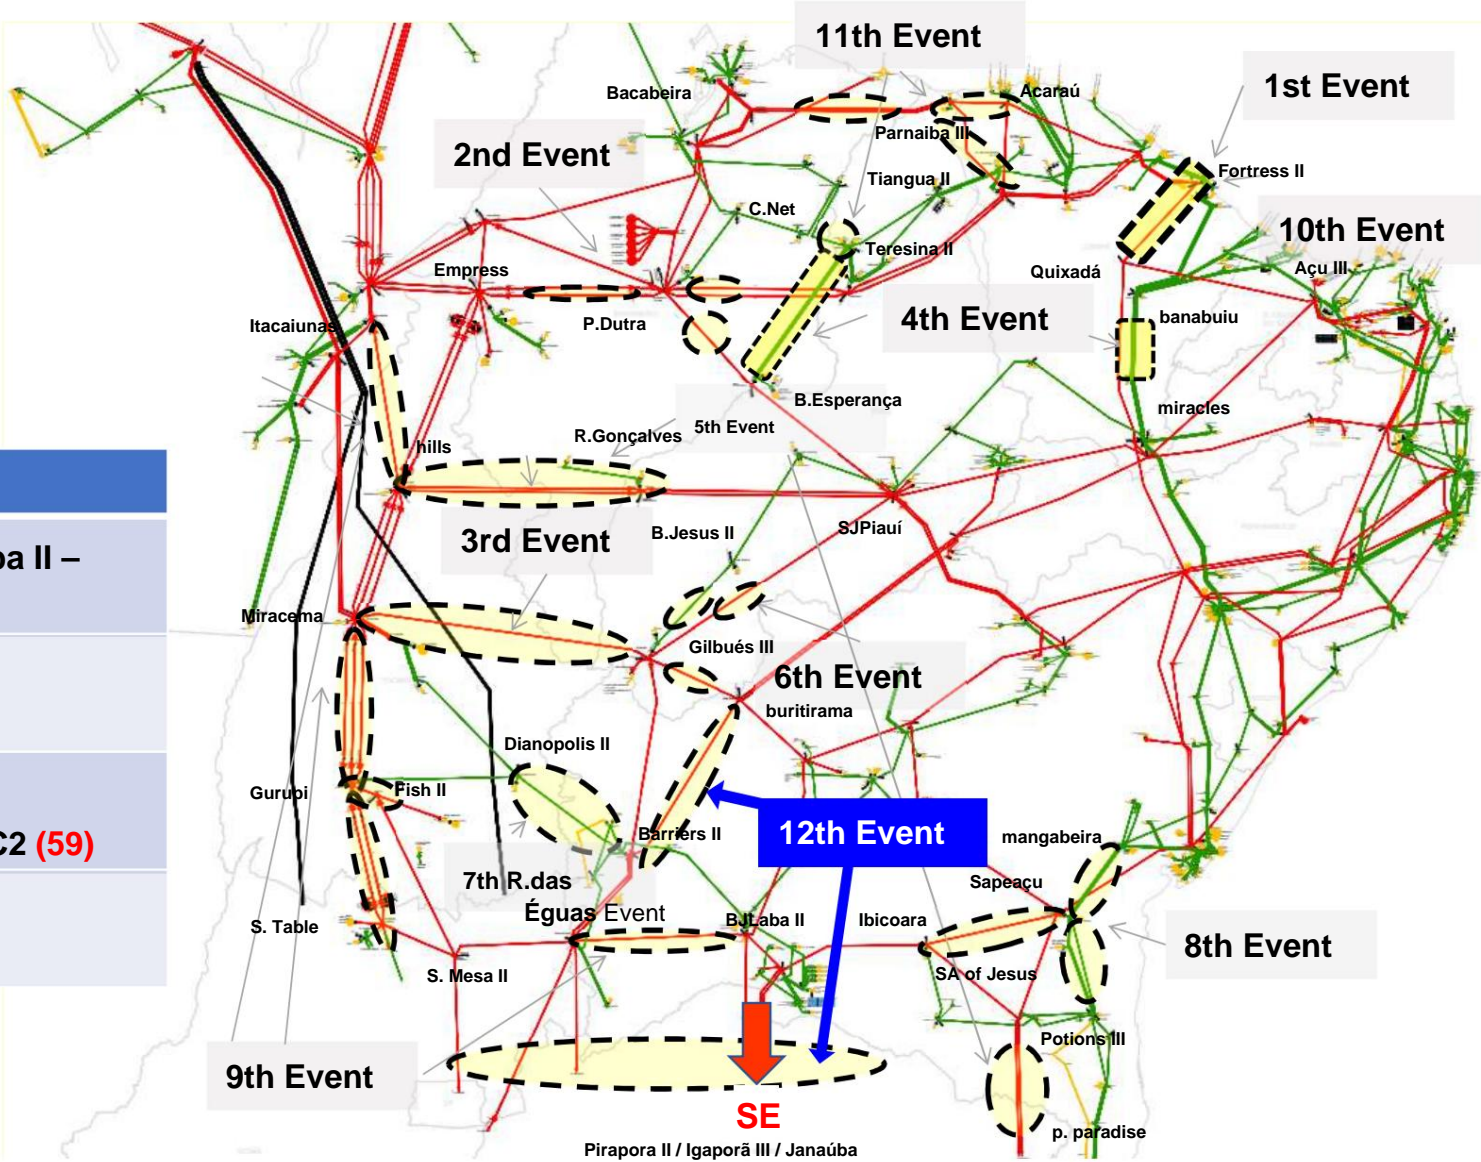 11th Event
1st Event
Bacabeira
Acaraú
Parnaiba III
2nd Event
Fortress II
Tiangua II
C.Net
10th Event
Teresina II
Empress
Quixadá
Açu III
Itacaiunas
P.Dutra
4th Event
banabuiu
B.Esperança
miracles
5th Event
R.Gonçalves
hills
3rd Event
B.Jesus II
SJPiauí
pa II –
Miracema
Gilbués III
6th Event
buritirama
Dianopolis II
Gurupi
Fish II
Barriers II
12th Event
mangabeira
C2 (59)
7th R.das
Éguas Event
Sapeaçu
S. Table
BJLaba II
Ibicoara
8th Event
S. Mesa II
SA of Jesus
Potions III
9th Event
SE
p. paradise
Pirapora II / Igaporã III / Janaúba